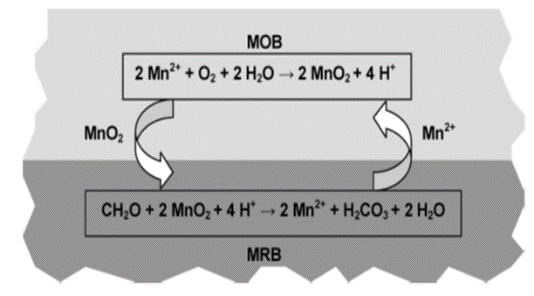 MOB
2 Mn²⁺ + O₂ + 2 H₂O → 2 MnO₂ + 4 H⁺
MnO₂
Mn²⁺
CH₂O + 2 MnO₂ + 4 H⁺ → 2 Mn²⁺ + H₂CO₃ + 2 H₂O
MRB